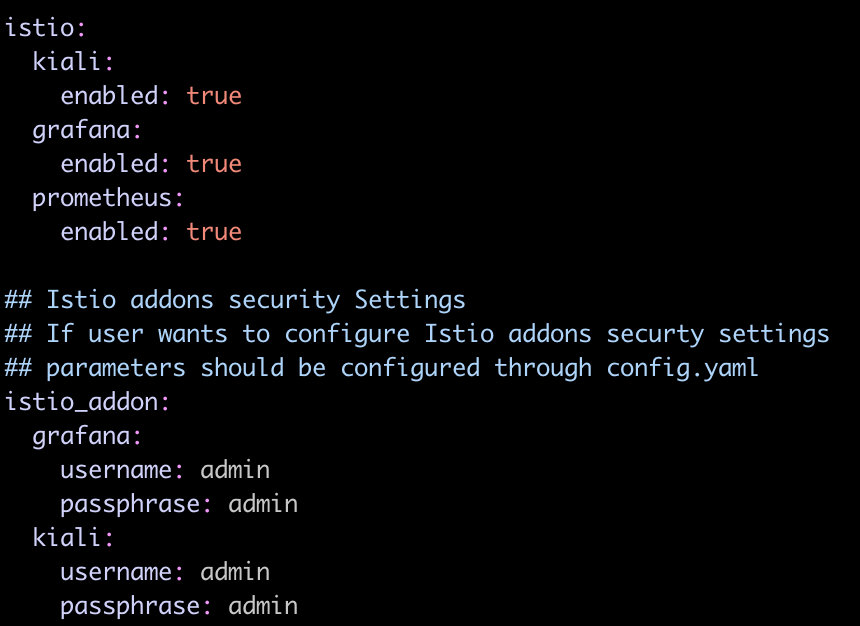 istio:
  kiali:
    enabled: true
  grafana:
    enabled: true
  prometheus:
    enabled: true

## Istio addons security Settings
## If user wants to configure Istio addons securty settings
## parameters should be configured through config.yaml
istio_addon:
  grafana:
    username: admin
    passphrase: admin
  kiali:
    username: admin
    passphrase: admin